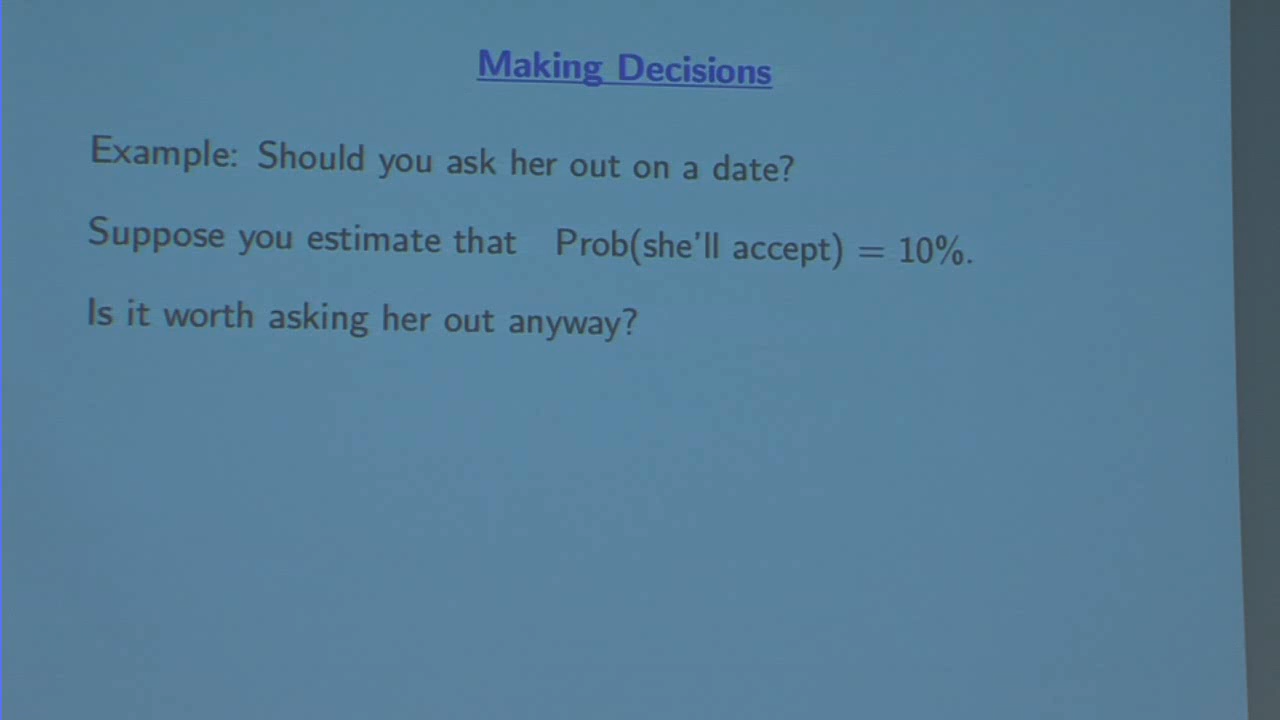 Making Decisions
Example: Should you ask her out on a date?
Suppose you estimate that Prob(she'll accept) = 10%.
Is it worth asking her out anyway?